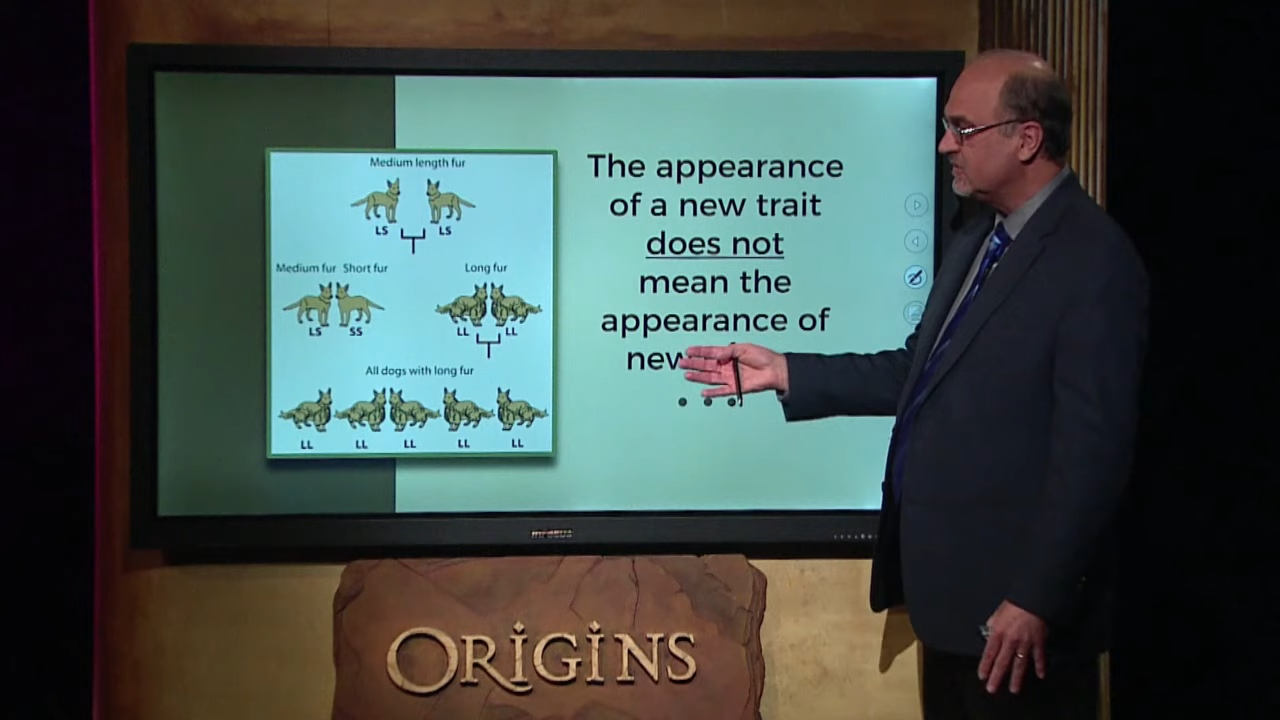 Medium length fur
LS LS
Medium fur Short fur
Long fur
LS SS
LL LL
All dogs with long fur
LL LL LL LL LL
The appearance
of a new trait
does not
mean the
appearance of
new
ORIGINS